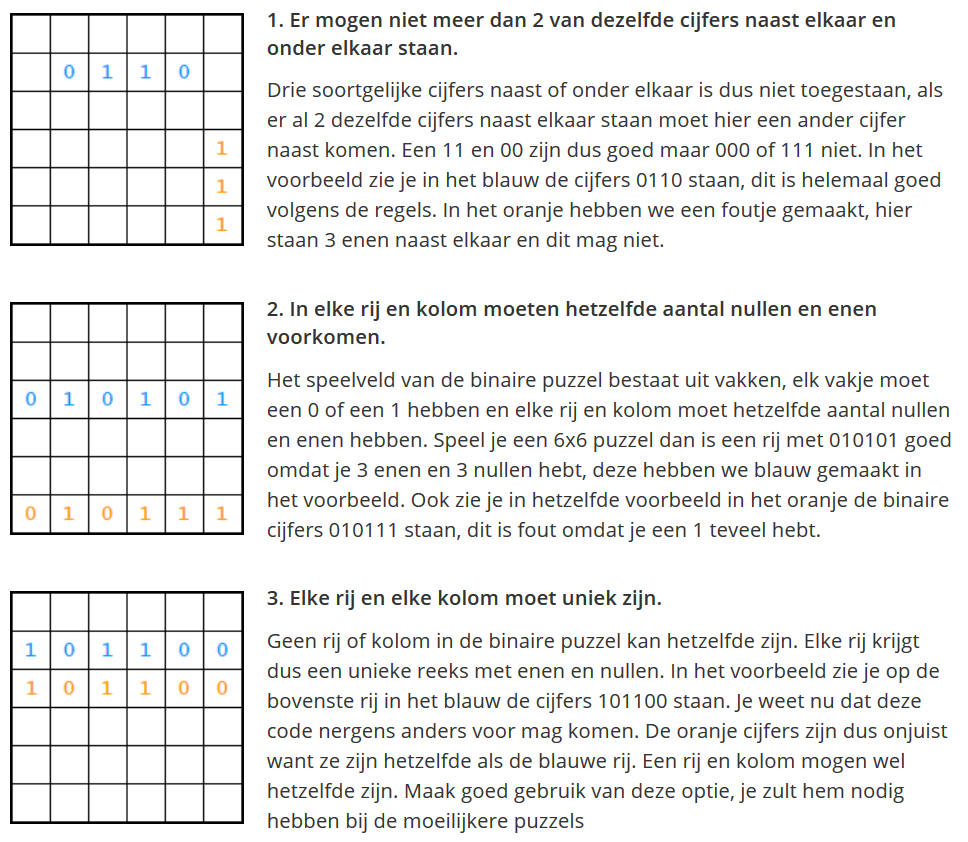 1. Er mogen niet meer dan 2 van dezelfde cijfers naast elkaar en
onder elkaar staan.
0 1 1 0
Drie soortgelijke cijfers naast of onder elkaar is dus niet toegestaan, als
er al 2 dezelfde cijfers naast elkaar staan moet hier een ander cijfer
naast komen. Een 11 en 00 zijn dus goed maar 000 of 111 niet. In het
voorbeeld zie je in het blauw de cijfers 0110 staan, dit is helemaal goed
volgens de regels. In het oranje hebben we een foutje gemaakt, hier
staan 3 enen naast elkaar en dit mag niet.
1
1
1
2. In elke rij en kolom moeten hetzelfde aantal nullen en enen
voorkomen.
Het speelveld van de binaire puzzel bestaat uit vakken, elk vakje moet
een 0 of een 1 hebben en elke rij en kolom moet hetzelfde aantal nullen
en enen hebben. Speel je een 6x6 puzzel dan is een rij met 010101 goed
omdat je 3 enen en 3 nullen hebt, deze hebben we blauw gemaakt in
het voorbeeld. Ook zie je in hetzelfde voorbeeld in het oranje de binaire
cijfers 010111 staan, dit is fout omdat je een 1 teveel hebt.
0 1 0 1 0 1
0 1 0 1 1 1
3. Elke rij en elke kolom moet uniek zijn.
Geen rij of kolom in de binaire puzzel kan hetzelfde zijn. Elke rij krijgt
dus een unieke reeks met enen en nullen. In het voorbeeld zie je op de
bovenste rij in het blauw de cijfers 101100 staan. Je weet nu dat deze
code nergens anders voor mag komen. De oranje cijfers zijn dus onjuist
want ze zijn hetzelfde als de blauwe rij. Een rij en kolom mogen wel
hetzelfde zijn. Maak goed gebruik van deze optie, je zult hem nodig
hebben bij de moeilijkere puzzels
1 0 1 1 0 0
1 0 1 1 0 0